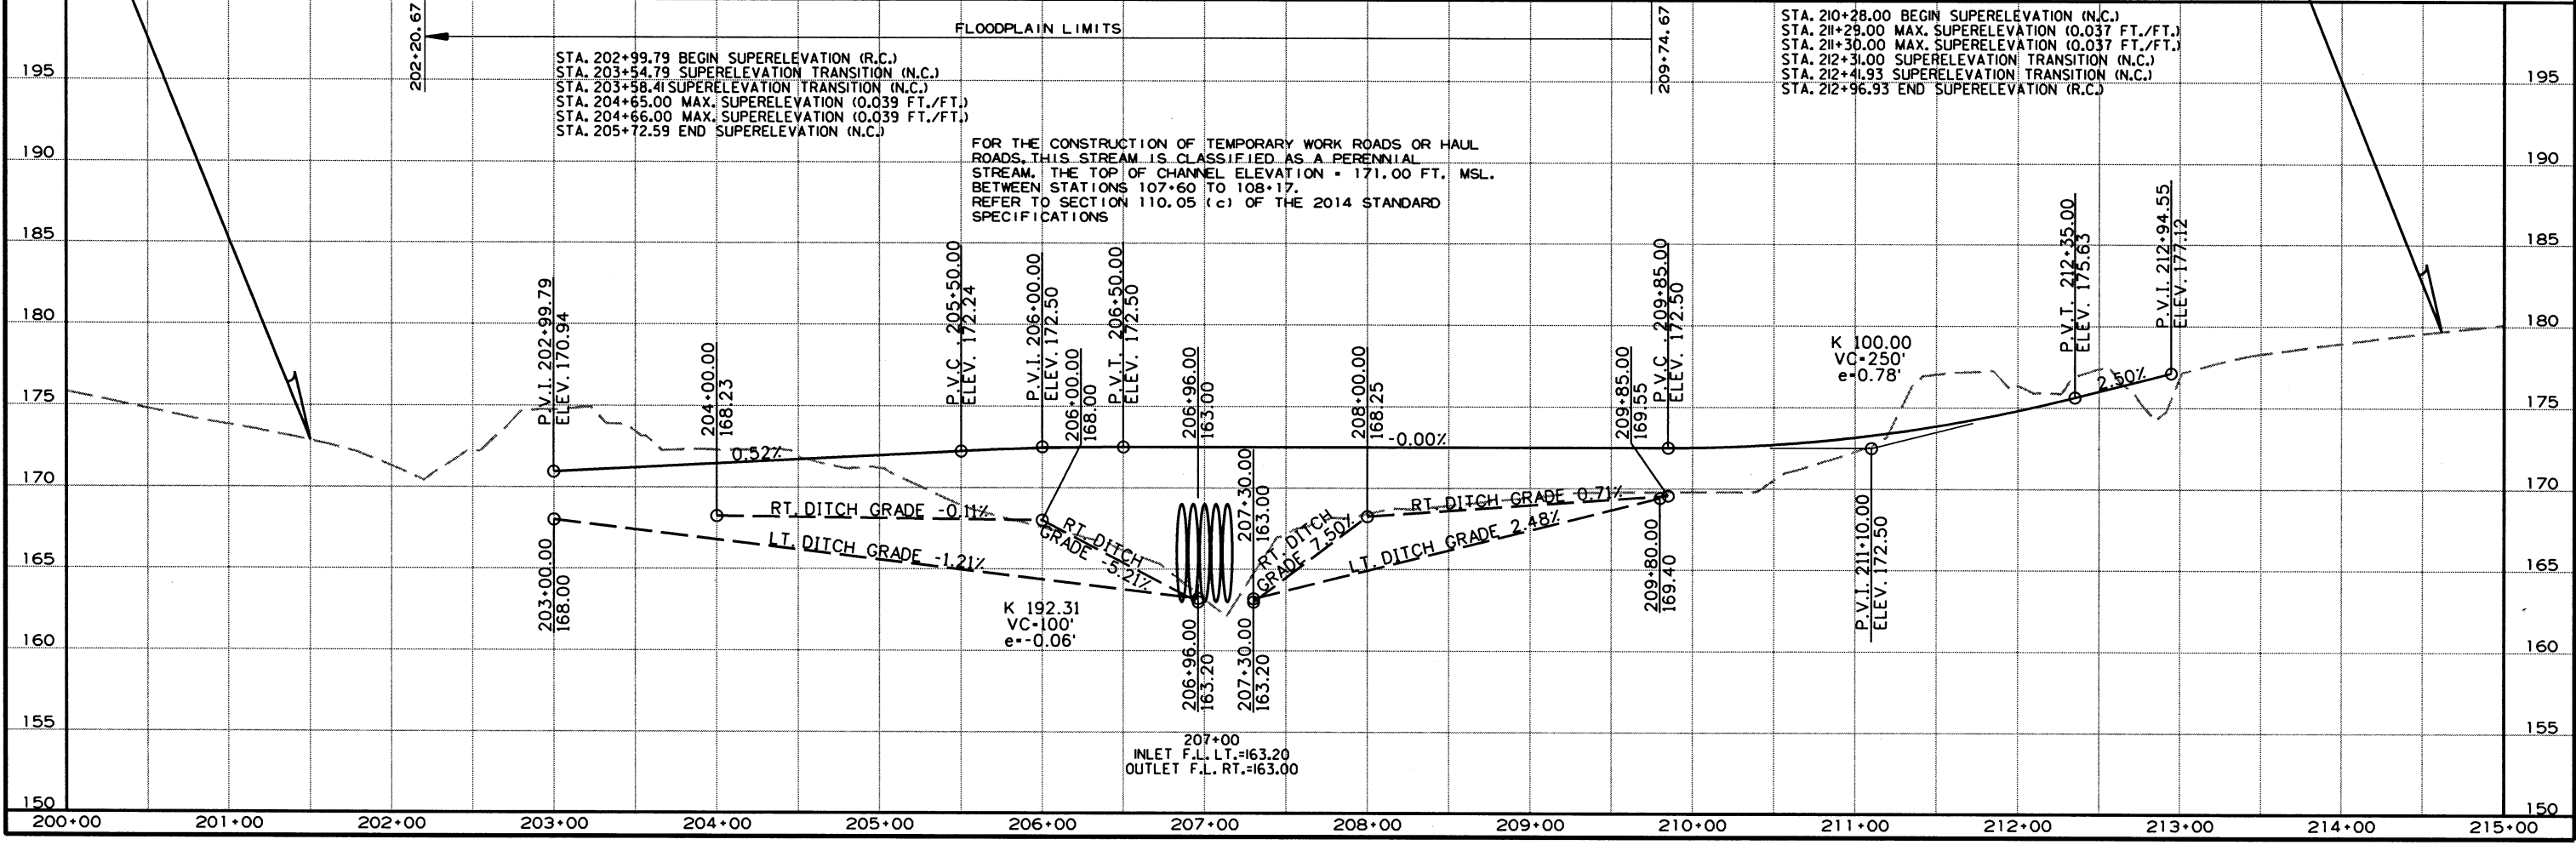 202+20.67
FLOODPLAIN LIMITS
209+74.67
STA. 202+99.79 BEGIN SUPERELEVATION (R.C.)
STA. 203+54.79 SUPERELEVATION TRANSITION (N.C.)
STA. 203+58.41 SUPERELEVATION TRANSITION (N.C.)
STA. 204+65.00 MAX. SUPERELEVATION (0.039 FT./FT.)
STA. 204+66.00 MAX. SUPERELEVATION (0.039 FT./FT.)
STA. 205+72.59 END SUPERELEVATION (N.C.)
STA. 210+28.00 BEGIN SUPERELEVATION (N.C.)
STA. 211+29.00 MAX. SUPERELEVATION (0.037 FT./FT.)
STA. 211+30.00 MAX. SUPERELEVATION (0.037 FT./FT.)
STA. 212+31.00 SUPERELEVATION TRANSITION (N.C.)
STA. 212+41.93 SUPERELEVATION TRANSITION (N.C.)
STA. 212+96.93 END SUPERELEVATION (R.C.)
FOR THE CONSTRUCTION OF TEMPORARY WORK ROADS OR HAUL
ROADS, THIS STREAM IS CLASSIFIED AS A PERENNIAL
STREAM. THE TOP OF CHANNEL ELEVATION = 171.00 FT. MSL.
BETWEEN STATIONS 107+60 TO 108+17.
REFER TO SECTION 110.05 (c) OF THE 2014 STANDARD
SPECIFICATIONS
195
190
185
180
175
170
165
160
155
150
195
190
185
180
175
170
165
160
155
150
P.V.I. 202+99.79
ELEV. 170.94
204+00.00
168.23
P.V.C. 205+50.00
ELEV. 172.24
P.V.I. 206+00.00
ELEV. 172.50
206+00.00
168.00
P.V.T. 206+50.00
ELEV. 172.50
206+96.00
163.00
207+30.00
163.00
208+00.00
168.25
209+85.00
169.55
P.V.C. 209+85.00
ELEV. 172.50
K 100.00
VC=250'
e=0.78'
P.V.T. 212+35.00
ELEV. 175.63
P.V.I. 212+94.55
ELEV. 177.12
0.52%
-0.00%
2.50%
RT. DITCH GRADE -0.11%
LT. DITCH GRADE -1.21%
RT. DITCH
GRADE -5.21%
RT. DITCH
GRADE 7.50%
RT. DITCH GRADE 0.71%
LT. DITCH GRADE 2.48%
203+00.00
168.00
K 192.31
VC=100'
e=-0.06'
206+96.00
163.20
207+30.00
163.20
209+80.00
169.40
P.V.I. 211+10.00
ELEV. 172.50
207+00
INLET F.L. LT.=163.20
OUTLET F.L. RT.=163.00
200+00 201+00 202+00 203+00 204+00 205+00 206+00 207+00 208+00 209+00 210+00 211+00 212+00 213+00 214+00 215+00